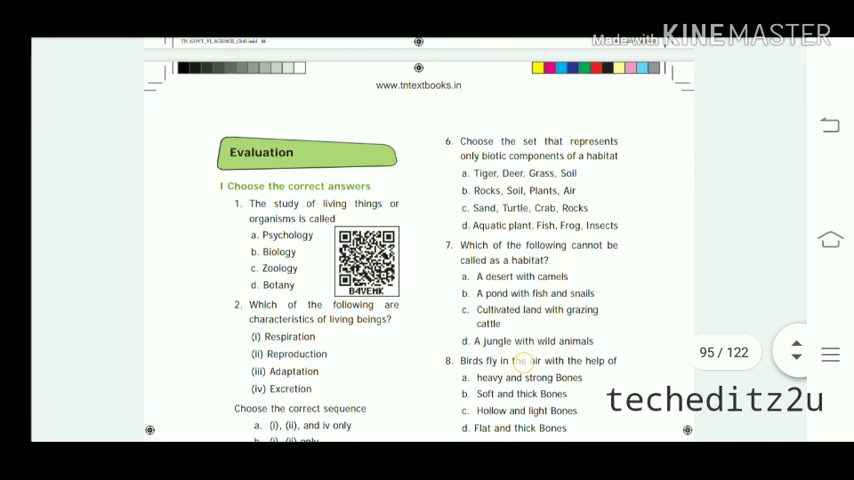 TN_GOVT_VI_SCIENCE_Ch06.indd
Made with KINEMASTER
www.tntextbooks.in
Evaluation
I Choose the correct answers
1. The study of living things or
organisms is called
a. Psychology
b. Biology
c. Zoology
d. Botany
B4VEMK
2. Which of the following are
characteristics of living beings?
(i) Respiration
(ii) Reproduction
(iii) Adaptation
(iv) Excretion
Choose the correct sequence
a. (i), (ii), and iv only
b. (i), (ii) only
6. Choose the set that represents
only biotic components of a habitat
a. Tiger, Deer, Grass, Soil
b. Rocks, Soil, Plants, Air
c. Sand, Turtle, Crab, Rocks
d. Aquatic plant, Fish, Frog, Insects
7. Which of the following cannot be
called as a habitat?
a. A desert with camels
b. A pond with fish and snails
c. Cultivated land with grazing
cattle
d. A jungle with wild animals
8. Birds fly in the air with the help of
a. heavy and strong Bones
b. Soft and thick Bones
c. Hollow and light Bones
d. Flat and thick Bones
95 / 122
techeditz2u